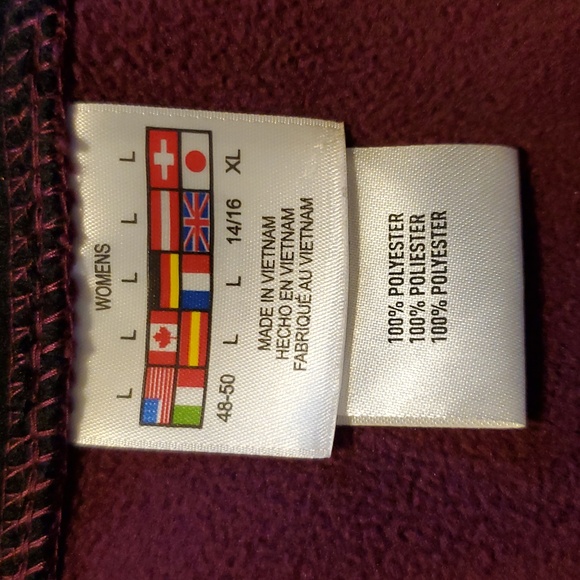 WOMENS
L L L L L
48-50 L L 14/16 XL
MADE IN VIETNAM
HECHO EN VIETNAM
FABRIQUÉ AU VIETNAM
100% POLYESTER
100% POLIESTER
100% POLYESTER